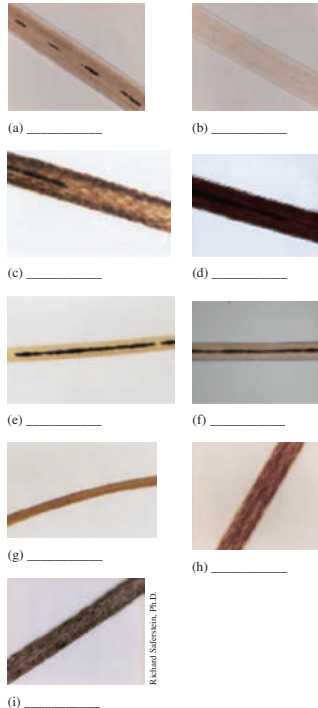 (a) ___________
(b) ___________
(c) ___________
(d) ___________
(e) ___________
(f) ___________
(g) ___________
(h) ___________
Richard Saferstein, Ph.D.
(i) ___________